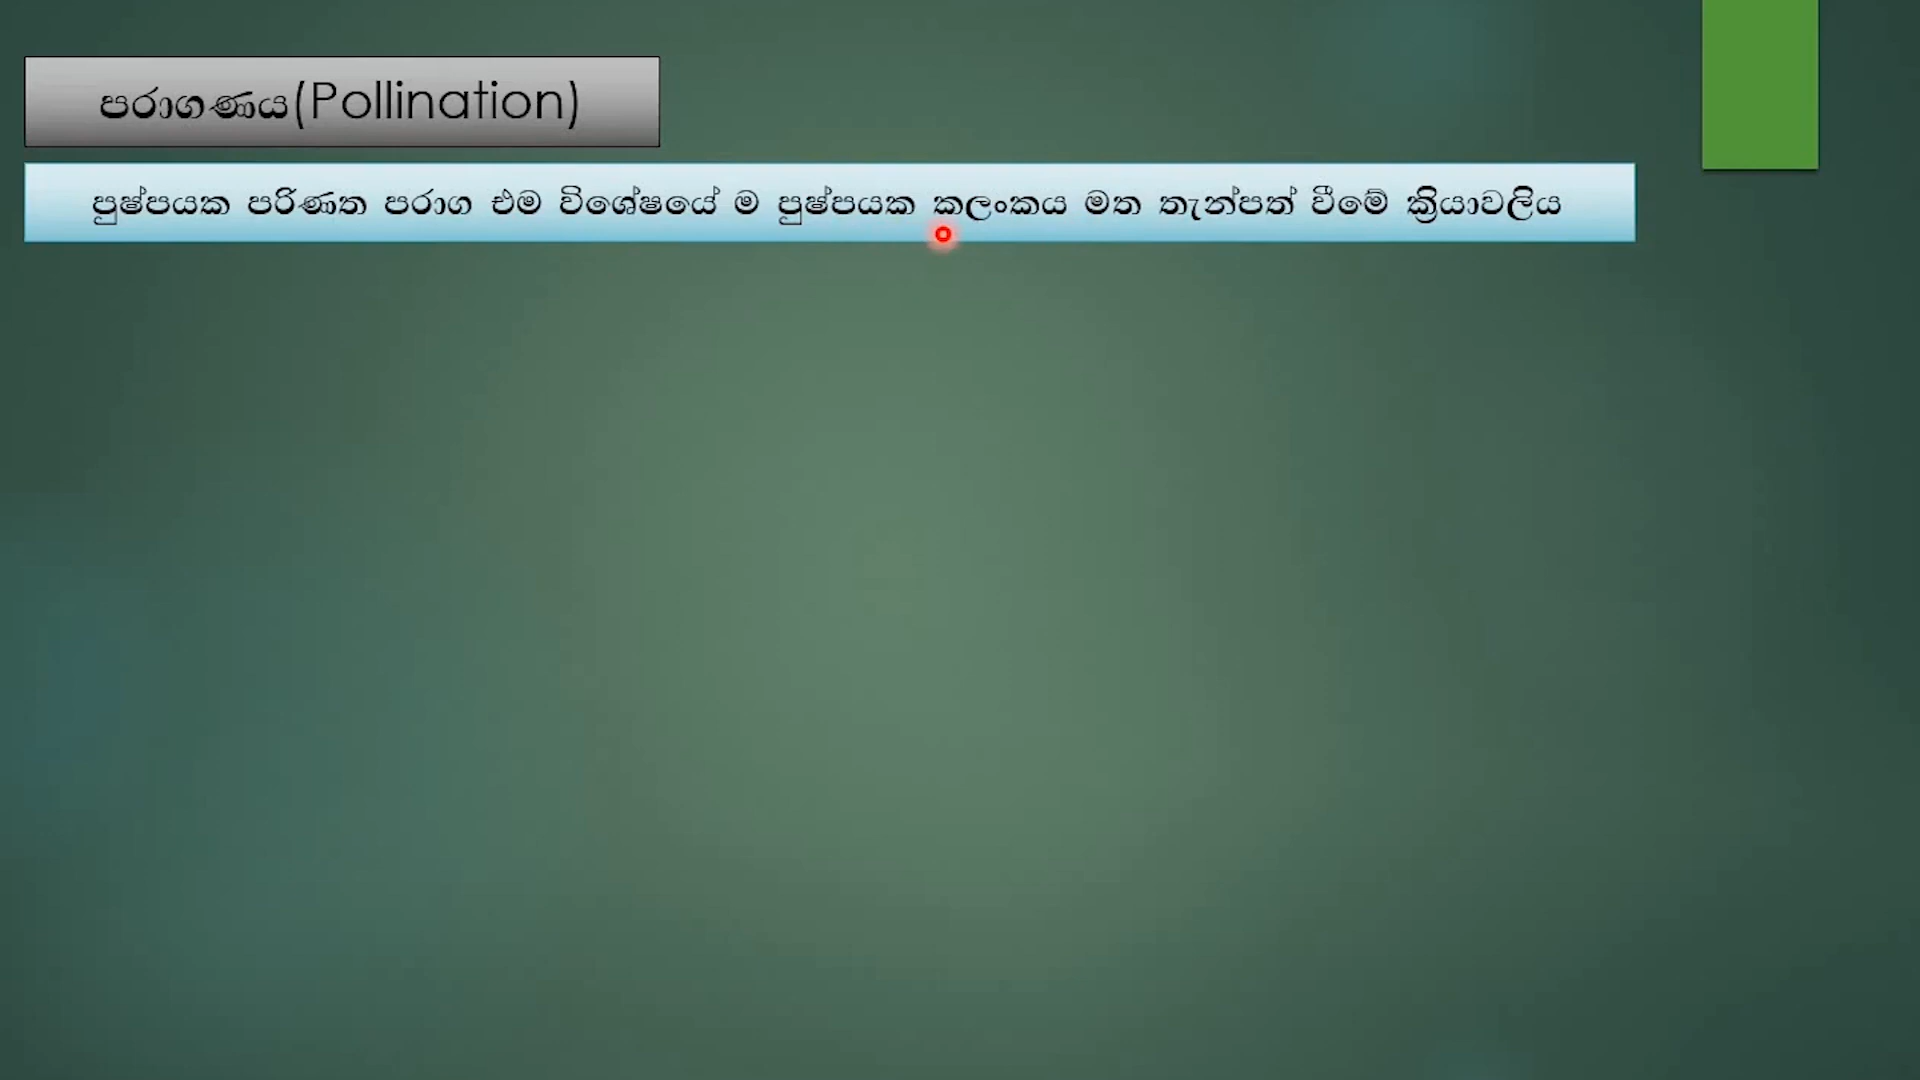 පරාගණය(Pollination)
පුෂ්පයක පරිණත පරාග එම විශේෂයේ ම පුෂ්පයක කලංකය මත තැන්පත් වීමේ ක්‍රියාවලිය